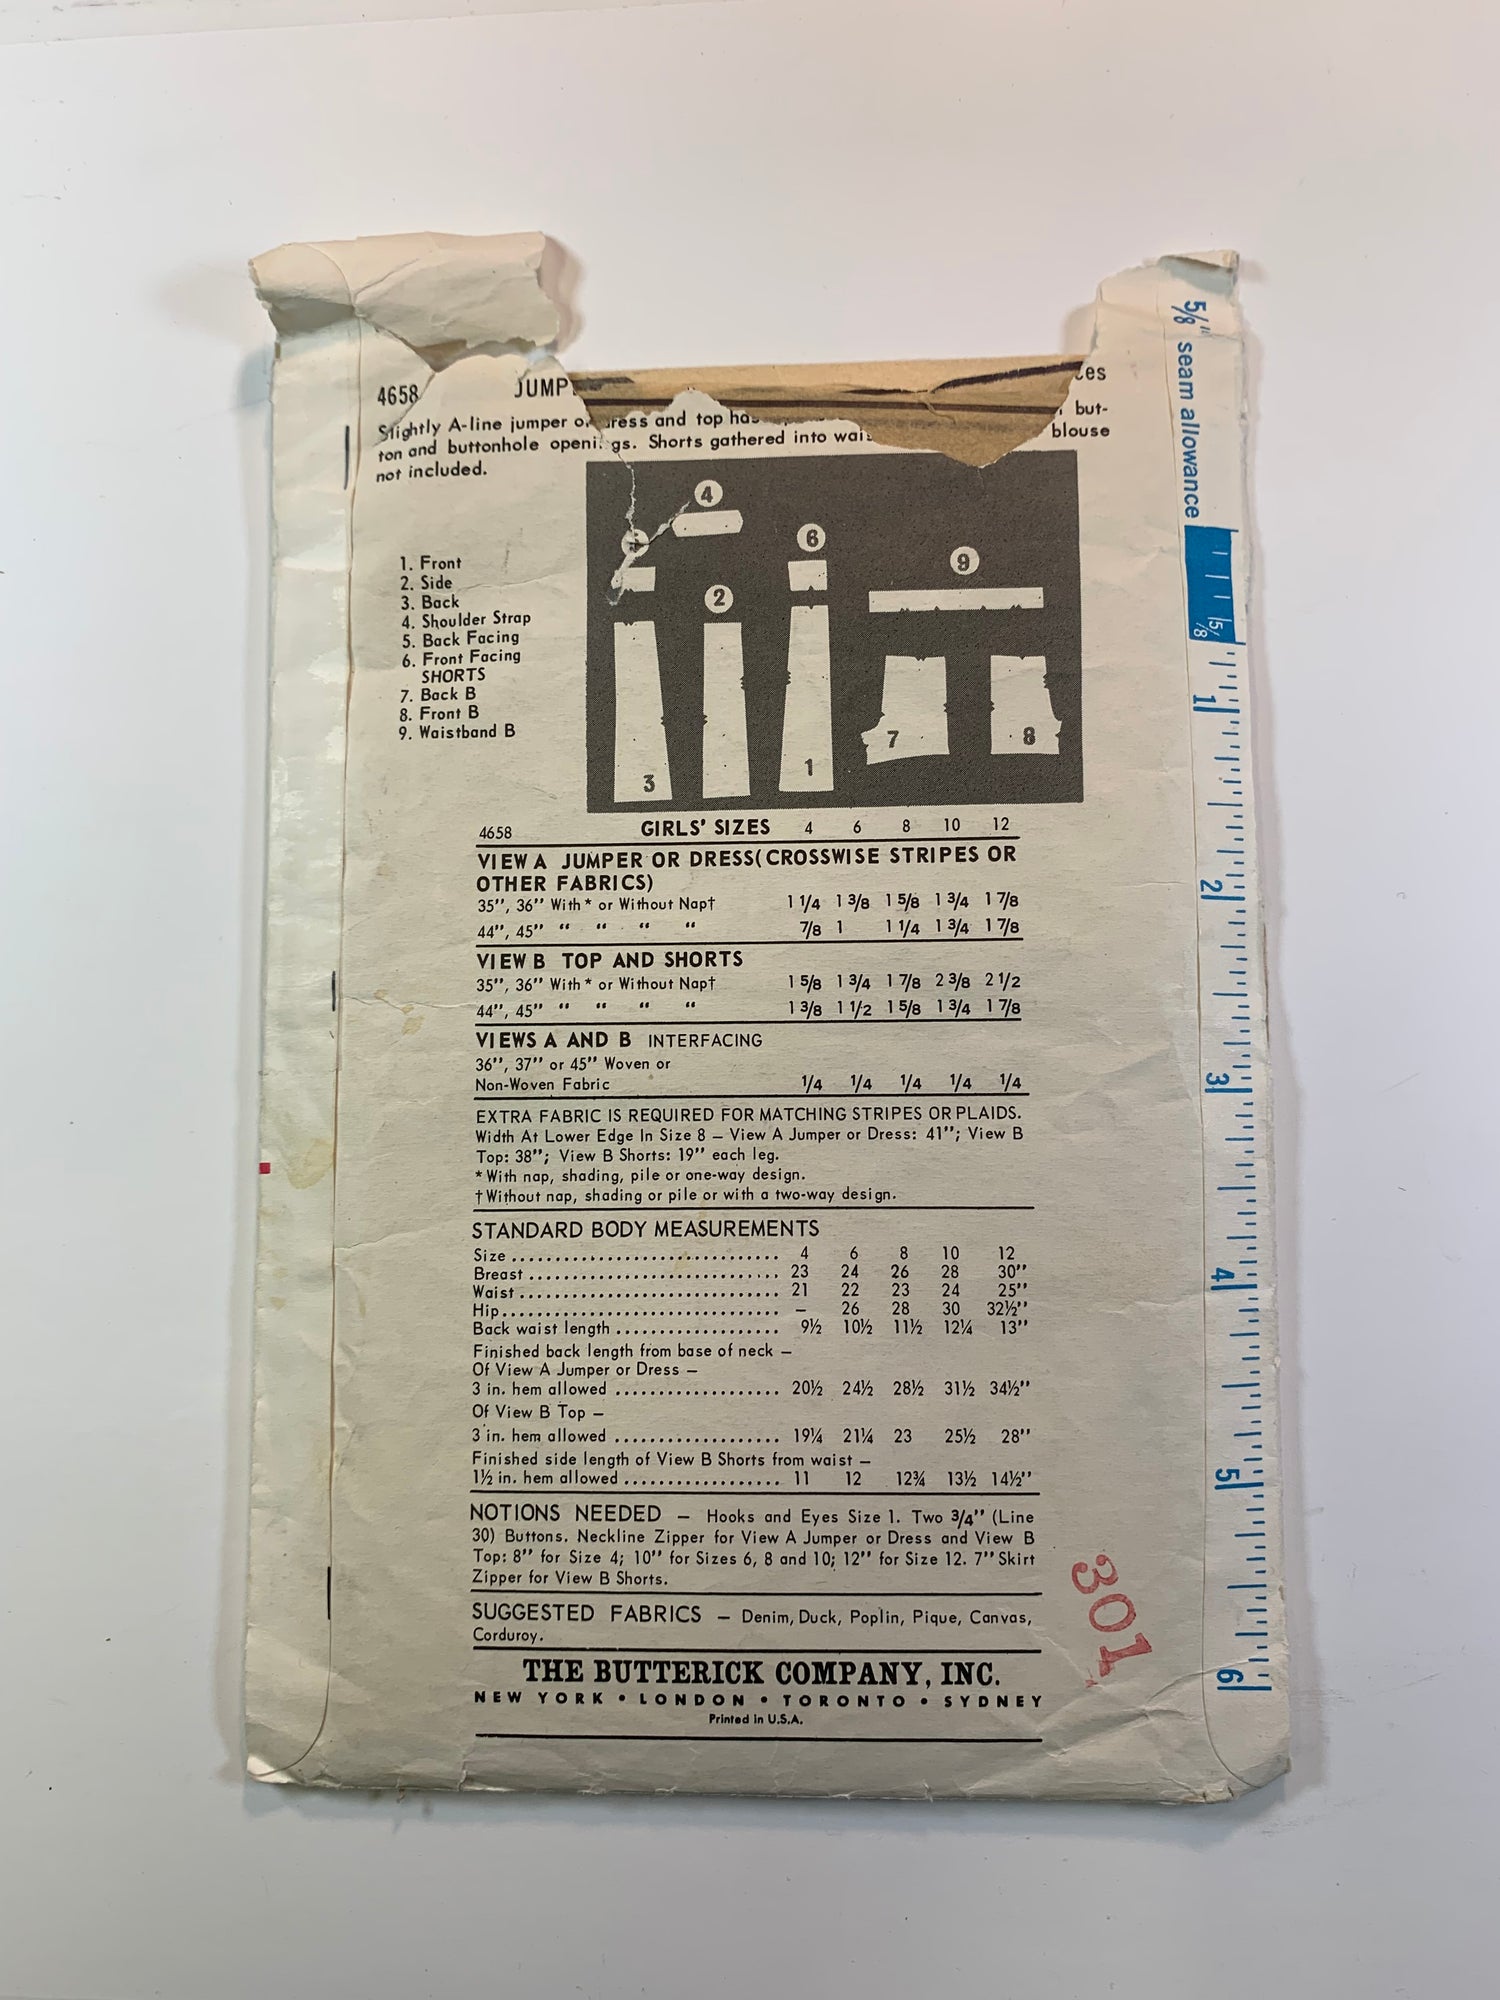 4658 JUMP ces
Slightly A-line jumper or dress and top has but-
ton and buttonhole openings. Shorts gathered into wais blouse
not included.
1. Front
2. Side
3. Back
4. Shoulder Strap
5. Back Facing
6. Front Facing
SHORTS
7. Back B
8. Front B
9. Waistband B
4
6
9
2
3
1
7
8
4658 GIRLS' SIZES 4 6 8 10 12
VIEW A JUMPER OR DRESS(CROSSWISE STRIPES OR
OTHER FABRICS)
35", 36" With* or Without Nap† 1 1/4 1 3/8 1 5/8 1 3/4 1 7/8
44", 45" " " " " 7/8 1 1 1/4 1 3/4 1 7/8
VIEW B TOP AND SHORTS
35", 36" With* or Without Nap† 1 5/8 1 3/4 1 7/8 2 3/8 2 1/2
44", 45" " " " " 1 3/8 1 1/2 1 5/8 1 3/4 1 7/8
VIEWS A AND B INTERFACING
36", 37" or 45" Woven or
Non-Woven Fabric 1/4 1/4 1/4 1/4 1/4
EXTRA FABRIC IS REQUIRED FOR MATCHING STRIPES OR PLAIDS.
Width At Lower Edge In Size 8 – View A Jumper or Dress: 41"; View B
Top: 38"; View B Shorts: 19" each leg.
*With nap, shading, pile or one-way design.
†Without nap, shading or pile or with a two-way design.
STANDARD BODY MEASUREMENTS
Size .............................. 4 6 8 10 12
Breast ............................ 23 24 26 28 30"
Waist ............................. 21 22 23 24 25"
Hip ............................... – 26 28 30 32½"
Back waist length ................... 9½ 10½ 11½ 12¼ 13"
Finished back length from base of neck –
Of View A Jumper or Dress –
3 in. hem allowed ................... 20½ 24½ 28½ 31½ 34½"
Of View B Top –
3 in. hem allowed ................... 19¼ 21¼ 23 25½ 28"
Finished side length of View B Shorts from waist –
1½ in. hem allowed .................. 11 12 12¾ 13½ 14½"
NOTIONS NEEDED – Hooks and Eyes Size 1. Two 3/4" (Line
30) Buttons. Neckline Zipper for View A Jumper or Dress and View B
Top: 8" for Size 4; 10" for Sizes 6, 8 and 10; 12" for Size 12. 7" Skirt
Zipper for View B Shorts.
SUGGESTED FABRICS – Denim, Duck, Poplin, Pique, Canvas,
Corduroy.
THE BUTTERICK COMPANY, INC.
NEW YORK • LONDON • TORONTO • SYDNEY
Printed in U.S.A.
301
5/8" seam allowance
5/8
1
2
3
4
5
6